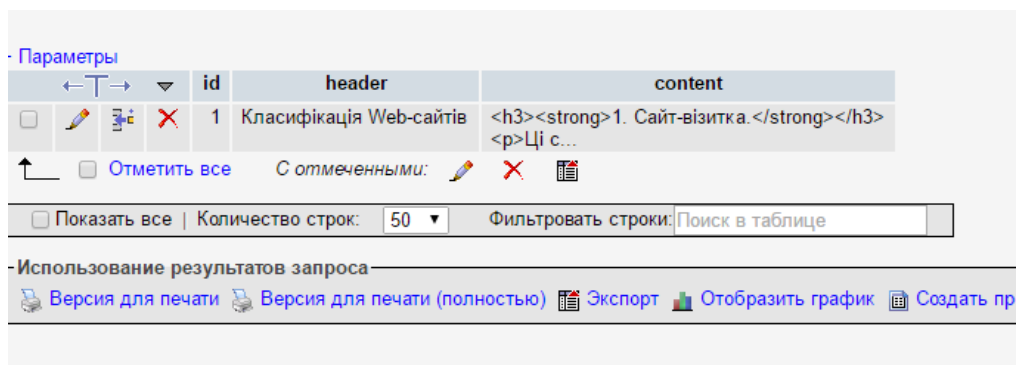 Параметры
id header content
1 Класифікація Web-сайтів <h3><strong>1. Сайт-візитка.</strong></h3>
<p>Ці с...
Отметить все С отмеченными:
Показать все | Количество строк: 50 Фильтровать строки: Поиск в таблице
Использование результатов запроса
Версия для печати Версия для печати (полностью) Экспорт Отобразить график Создать пр